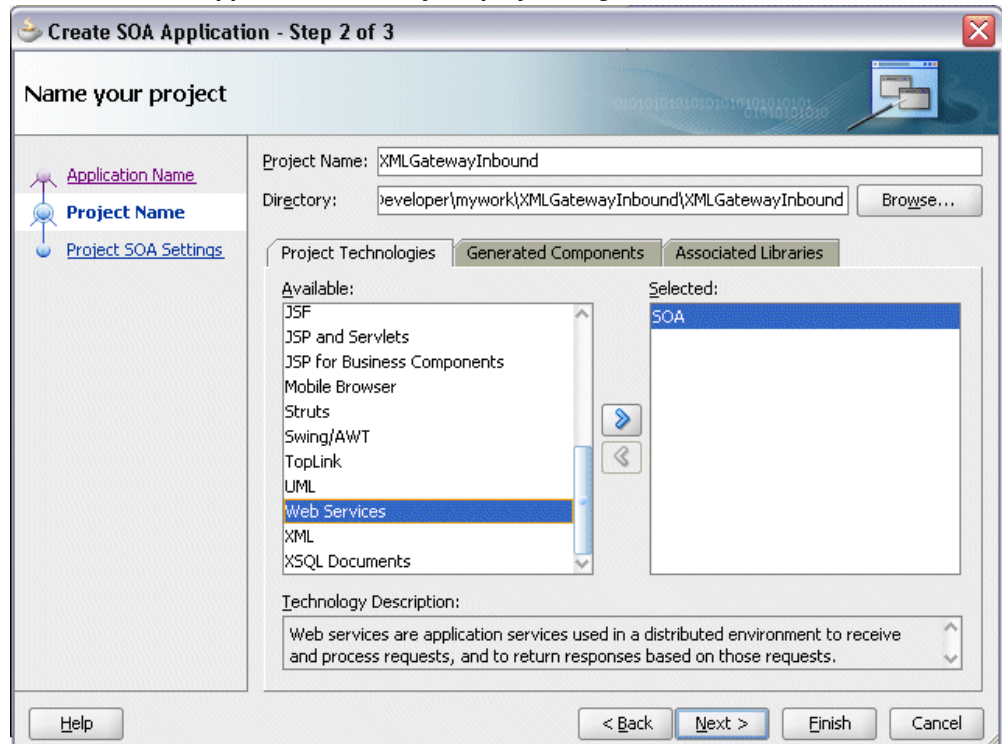 Create SOA Application - Step 2 of 3
Name your project
Application Name
Project Name
Project SOA Settings
Project Name: XMLGatewayInbound
Directory: Developer\mywork\XMLGatewayInbound\XMLGatewayInbound Browse...
Project Technologies Generated Components Associated Libraries
Available: Selected:
JSF SOA
JSP and Servlets
JSP for Business Components
Mobile Browser
Struts
Swing/AWT
TopLink
UML
Web Services
XML
XSQL Documents
Technology Description:
Web services are application services used in a distributed environment to receive
and process requests, and to return responses based on those requests.
Help < Back Next > Finish Cancel